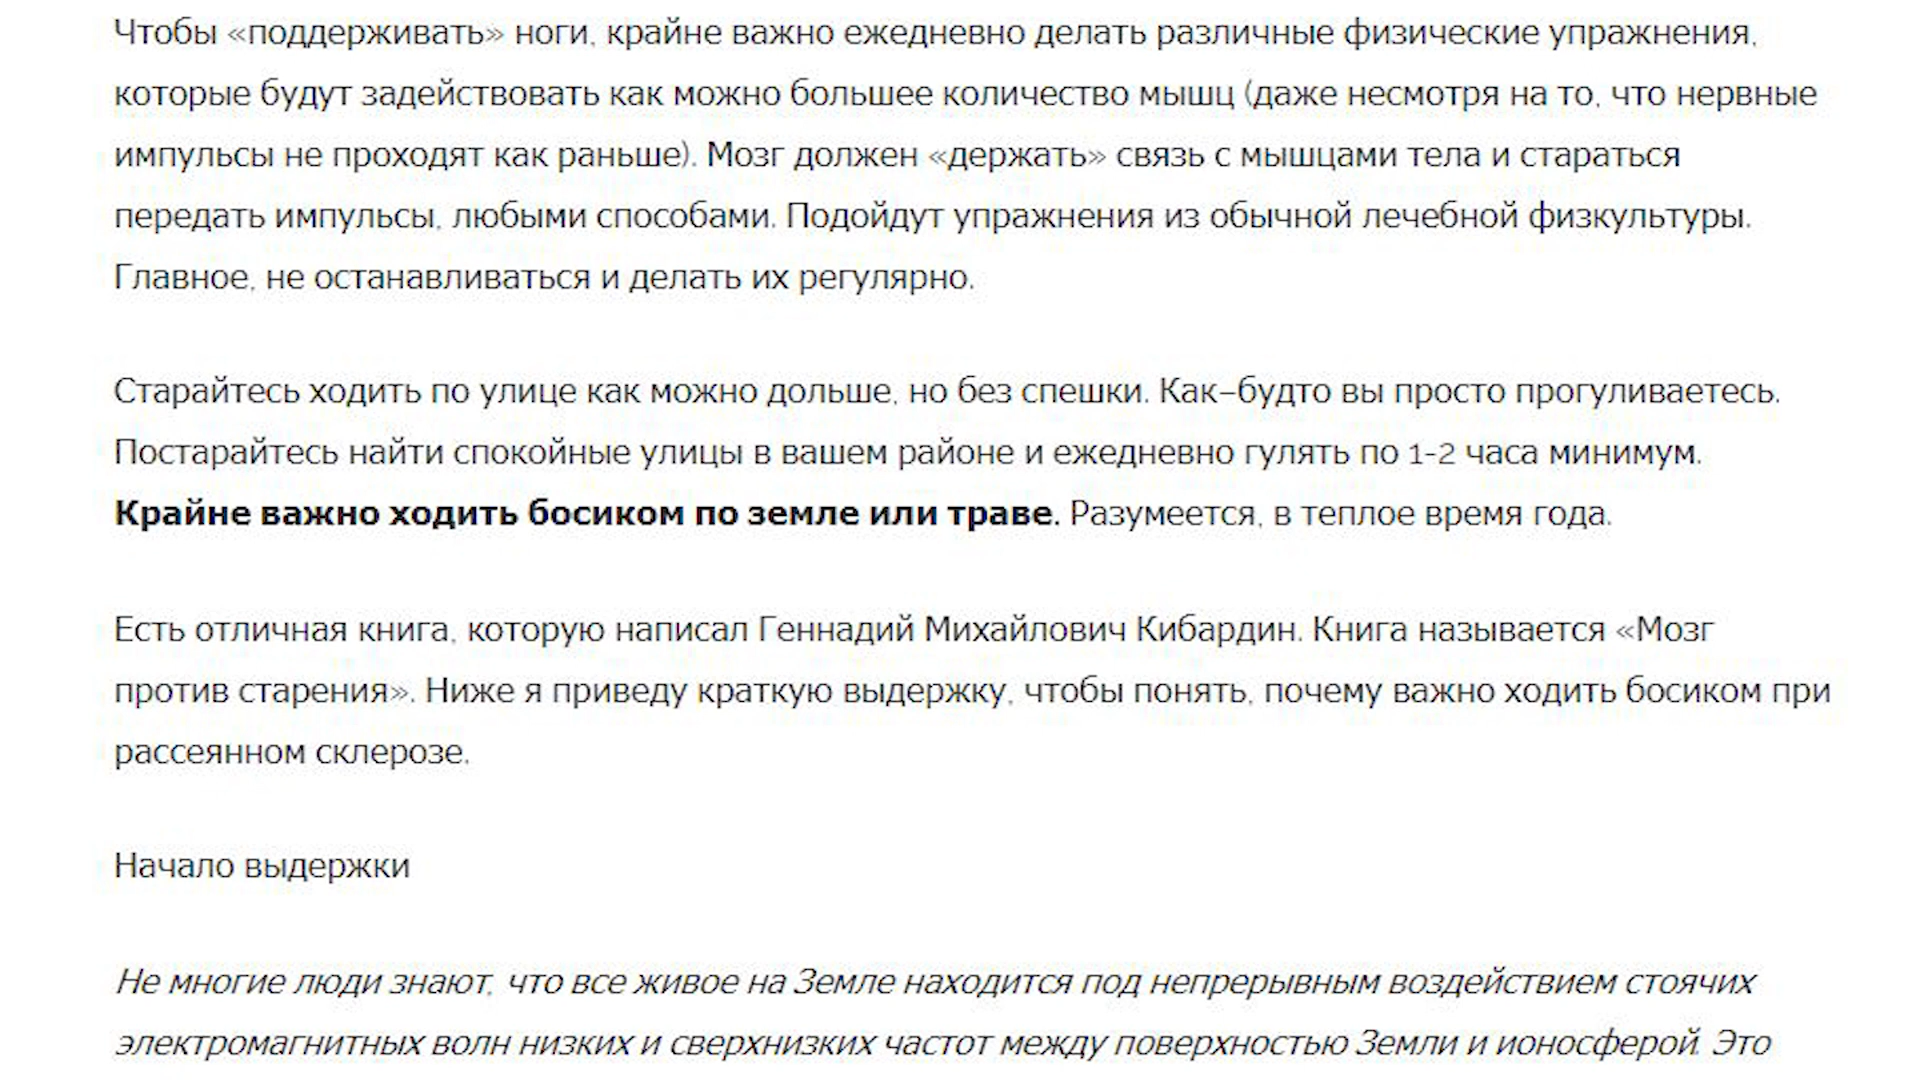 Чтобы «поддерживать» ноги, крайне важно ежедневно делать различные физические упражнения,
которые будут задействовать как можно большее количество мышц (даже несмотря на то, что нервные
импульсы не проходят как раньше). Мозг должен «держать» связь с мышцами тела и стараться
передать импульсы, любыми способами. Подойдут упражнения из обычной лечебной физкультуры.
Главное, не останавливаться и делать их регулярно.
Старайтесь ходить по улице как можно дольше, но без спешки. Как–будто вы просто прогуливаетесь.
Постарайтесь найти спокойные улицы в вашем районе и ежедневно гулять по 1-2 часа минимум.
Крайне важно ходить босиком по земле или траве. Разумеется, в теплое время года.
Есть отличная книга, которую написал Геннадий Михайлович Кибардин. Книга называется «Мозг
против старения». Ниже я приведу краткую выдержку, чтобы понять, почему важно ходить босиком при
рассеянном склерозе.
Начало выдержки
Не многие люди знают, что все живое на Земле находится под непрерывным воздействием стоячих
электромагнитных волн низких и сверхнизких частот между поверхностью Земли и ионосферой. Это